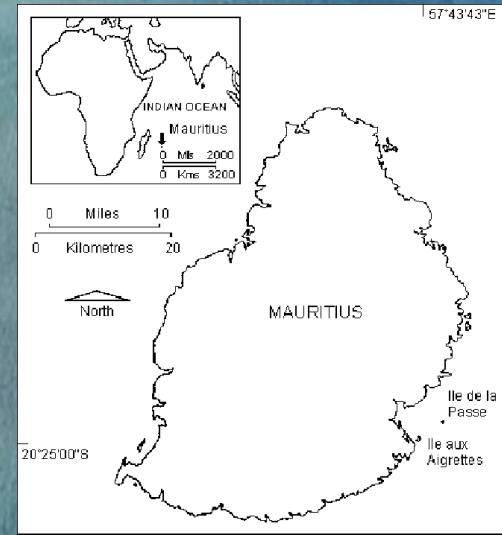 57°43'43"E
INDIAN OCEAN
Mauritius
0 Mls 2000
0 Kms 3200
0 Miles 10
0 Kilometres 20
North
MAURITIUS
Ile de la
Passe
20°25'00"S
Ile aux
Aigrettes